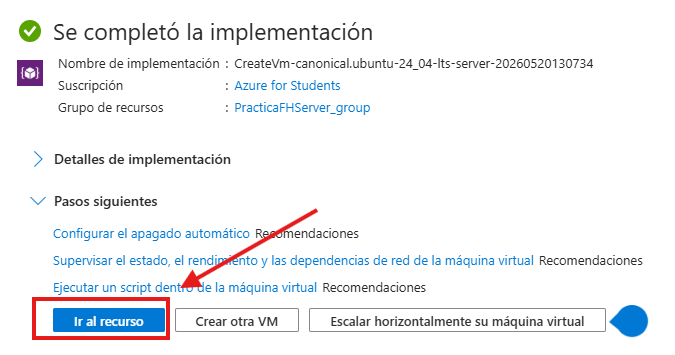 Se completó la implementación
Nombre de implementación : CreateVm-canonical.ubuntu-24_04-lts-server-20260520130734
Suscripción : Azure for Students
Grupo de recursos : PracticaFHServer_group
Detalles de implementación
Pasos siguientes
Configurar el apagado automático Recomendaciones
Supervisar el estado, el rendimiento y las dependencias de red de la máquina virtual Recomendaciones
Ejecutar un script dentro de la máquina virtual Recomendaciones
Ir al recurso Crear otra VM Escalar horizontalmente su máquina virtual